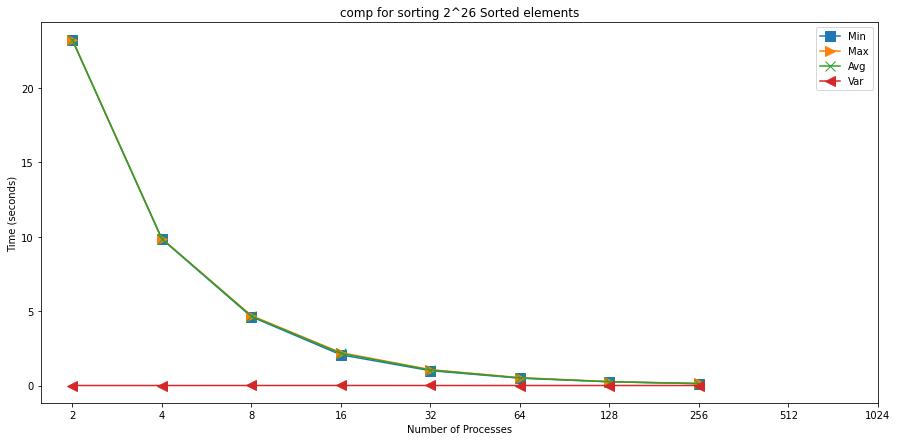 comp for sorting 2^26 Sorted elements
Min
Max
Avg
Var
20
15
10
5
0
Time (seconds)
2 4 8 16 32 64 128 256 512 1024
Number of Processes